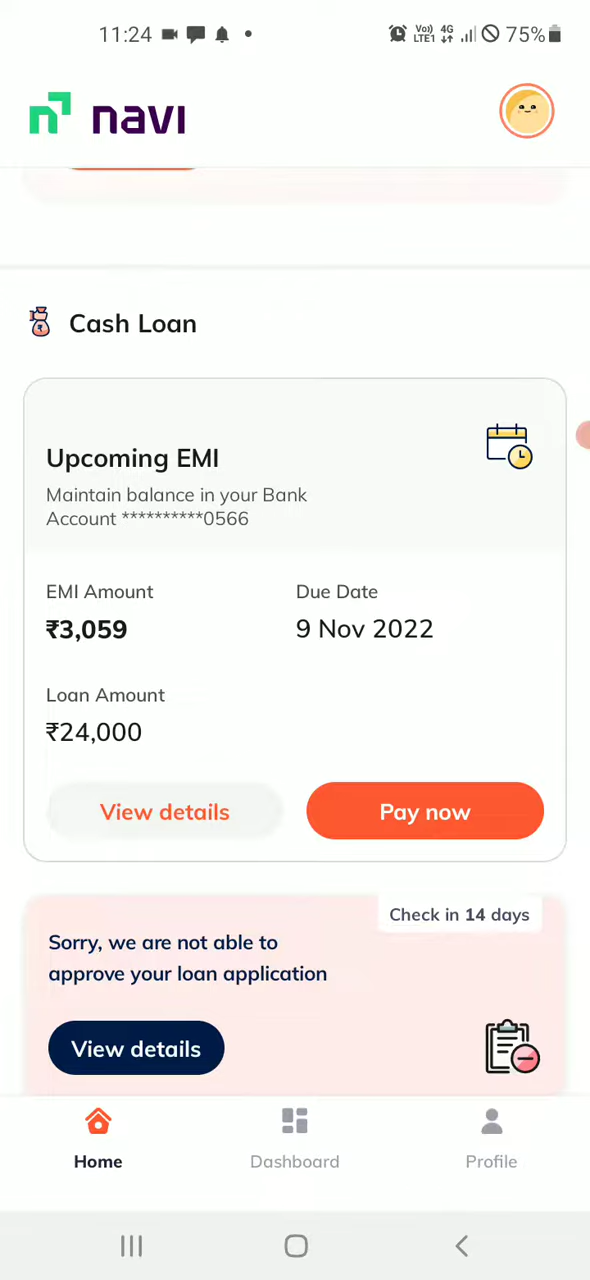 11:24
Vo)) 4G
LTE1
75%
navi
Cash Loan
Upcoming EMI
Maintain balance in your Bank
Account **********0566
EMI Amount
Due Date
₹3,059
9 Nov 2022
Loan Amount
₹24,000
View details
Pay now
Check in 14 days
Sorry, we are not able to
approve your loan application
View details
Home
Dashboard
Profile